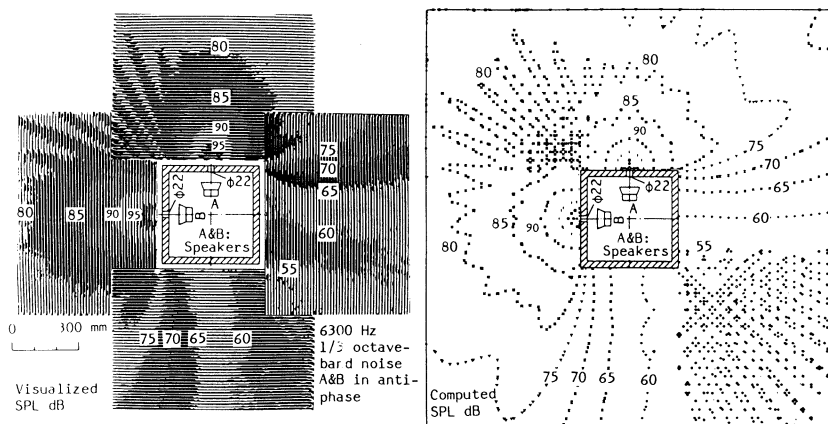 80
85
90
95
75
70
65
80
85
90
95
φ22
φ22
A
B
A&B:
Speakers
60
55
75
70
65
60
0 300 mm
6300 Hz
1/3 octave-
band noise
A&B in anti-
phase
Visualized
SPL dB
80
80
85
90
75
70
65
60
55
φ22
φ22
A
B
A&B:
Speakers
85
90
80
75
70
65
60
Computed
SPL dB